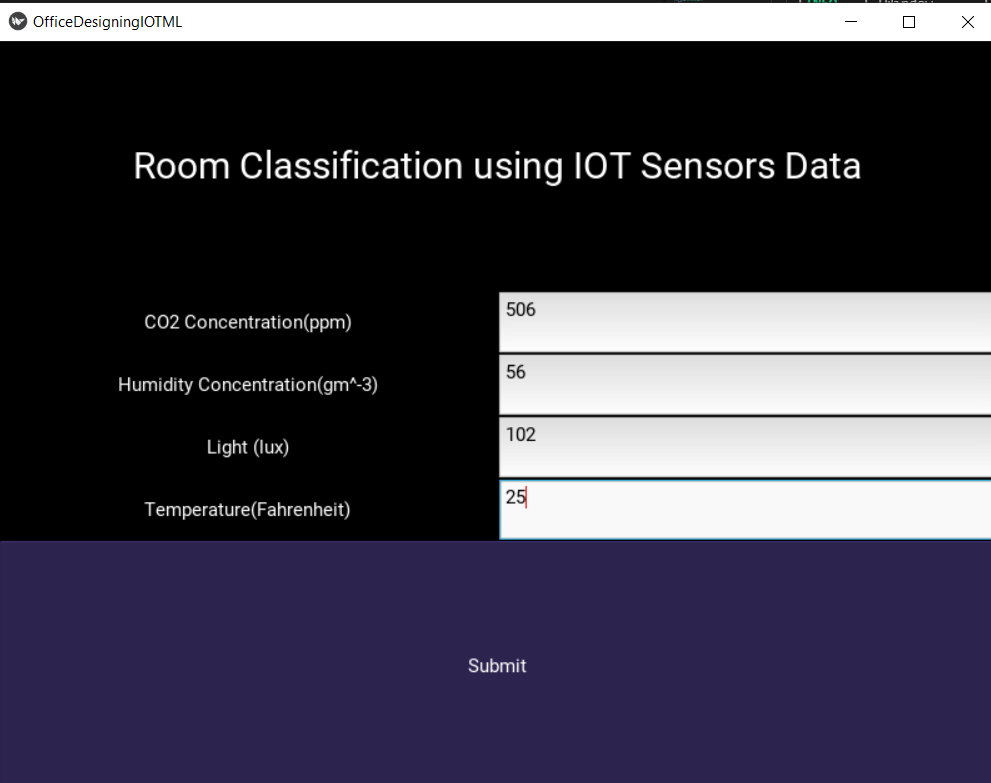 OfficeDesigningIOTML
Room Classification using IOT Sensors Data
CO2 Concentration(ppm)
506
Humidity Concentration(gm^-3)
56
Light (lux)
102
Temperature(Fahrenheit)
25
Submit